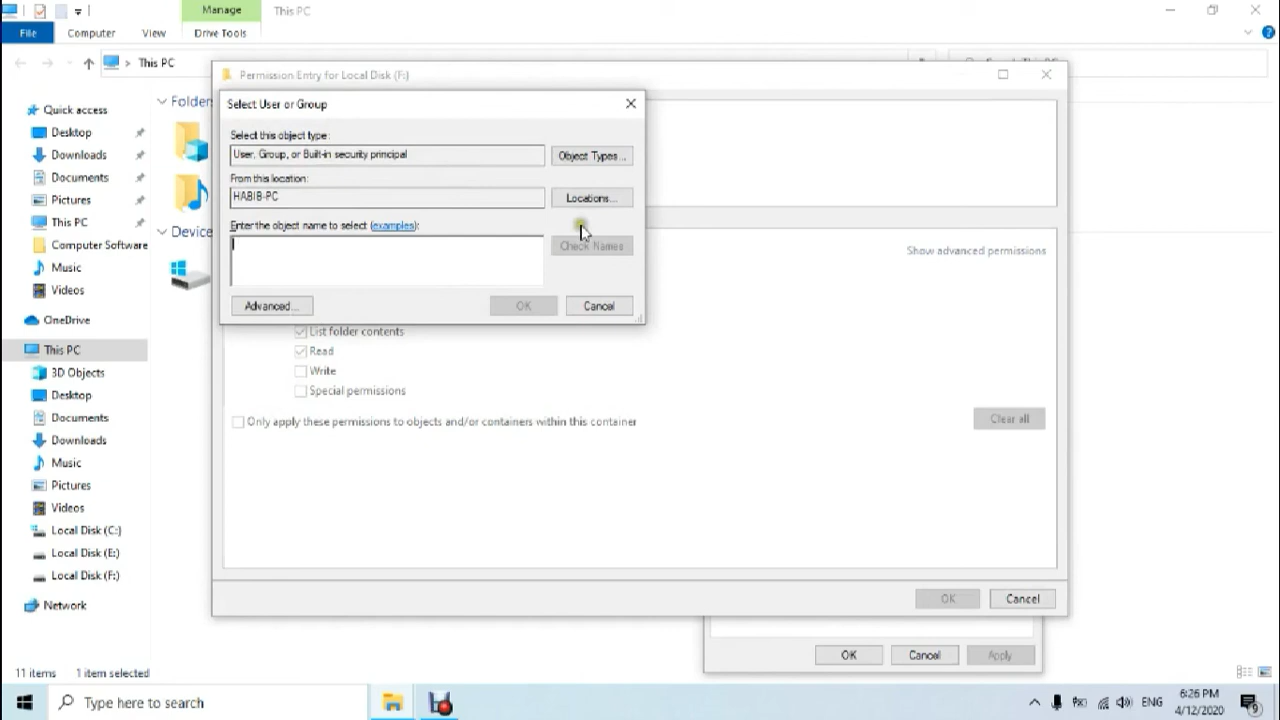 Manage
This PC
File
Computer
View
Drive Tools
This PC
Permission Entry for Local Disk (F:)
Quick access
Desktop
Downloads
Documents
Pictures
This PC
Computer Software
Music
Videos
OneDrive
This PC
3D Objects
Desktop
Documents
Downloads
Music
Pictures
Videos
Local Disk (C:)
Local Disk (E:)
Local Disk (F:)
Network
Folders
Device
Select User or Group
Select this object type:
User, Group, or Built-in security principal
Object Types...
From this location:
HABIB-PC
Locations...
Enter the object name to select (examples):
Check Names
Advanced...
OK
Cancel
Show advanced permissions
List folder contents
Read
Write
Special permissions
Only apply these permissions to objects and/or containers within this container
Clear all
OK
Cancel
OK
Cancel
Apply
11 items
1 item selected
Type here to search
ENG
6:26 PM
4/12/2020
9